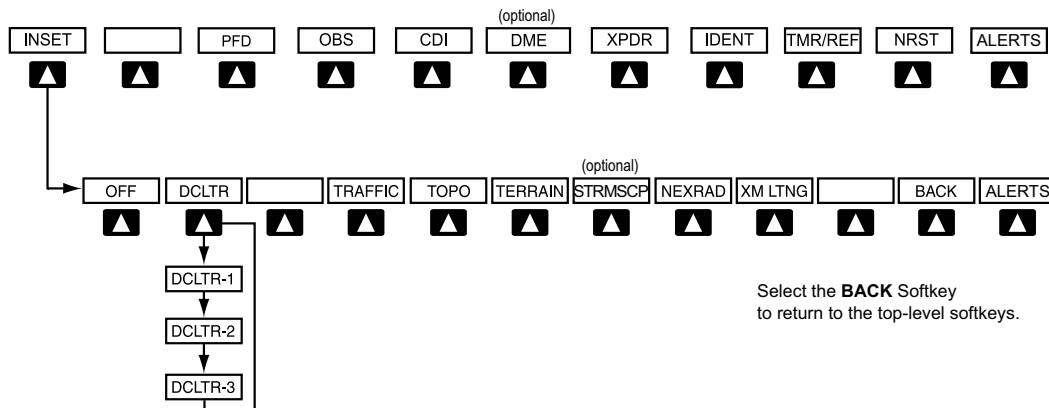 (optional)
INSET PFD OBS CDI DME XPDR IDENT TMR/REF NRST ALERTS
(optional)
OFF DCLTR TRAFFIC TOPO TERRAIN STRMSCP NEXRAD XM LTNG BACK ALERTS
DCLTR-1
Select the BACK Softkey
to return to the top-level softkeys.
DCLTR-2
DCLTR-3